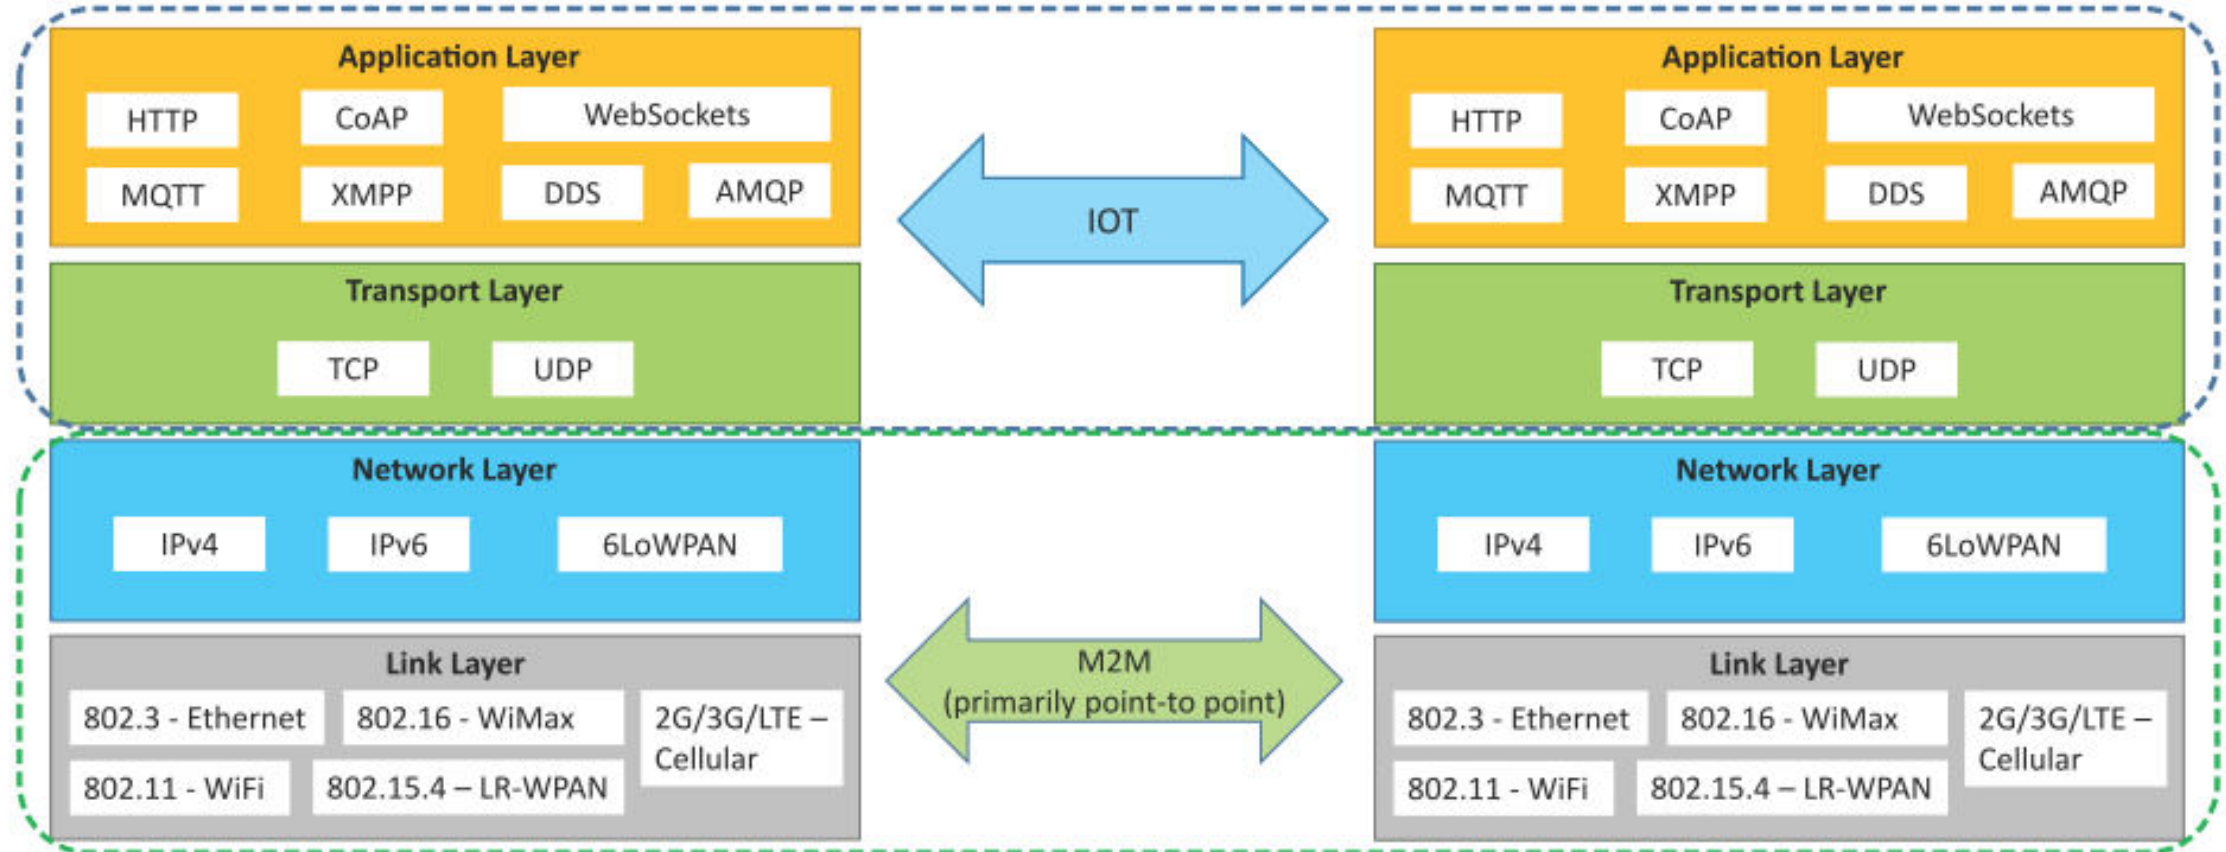 Application Layer
HTTP
CoAP
WebSockets
MQTT
XMPP
DDS
AMQP
Transport Layer
TCP
UDP
Network Layer
IPv4
IPv6
6LoWPAN
Link Layer
802.3 - Ethernet
802.16 - WiMax
2G/3G/LTE –
Cellular
802.11 - WiFi
802.15.4 – LR-WPAN
IOT
M2M
(primarily point-to point)
Application Layer
HTTP
CoAP
WebSockets
MQTT
XMPP
DDS
AMQP
Transport Layer
TCP
UDP
Network Layer
IPv4
IPv6
6LoWPAN
Link Layer
802.3 - Ethernet
802.16 - WiMax
2G/3G/LTE –
Cellular
802.11 - WiFi
802.15.4 – LR-WPAN